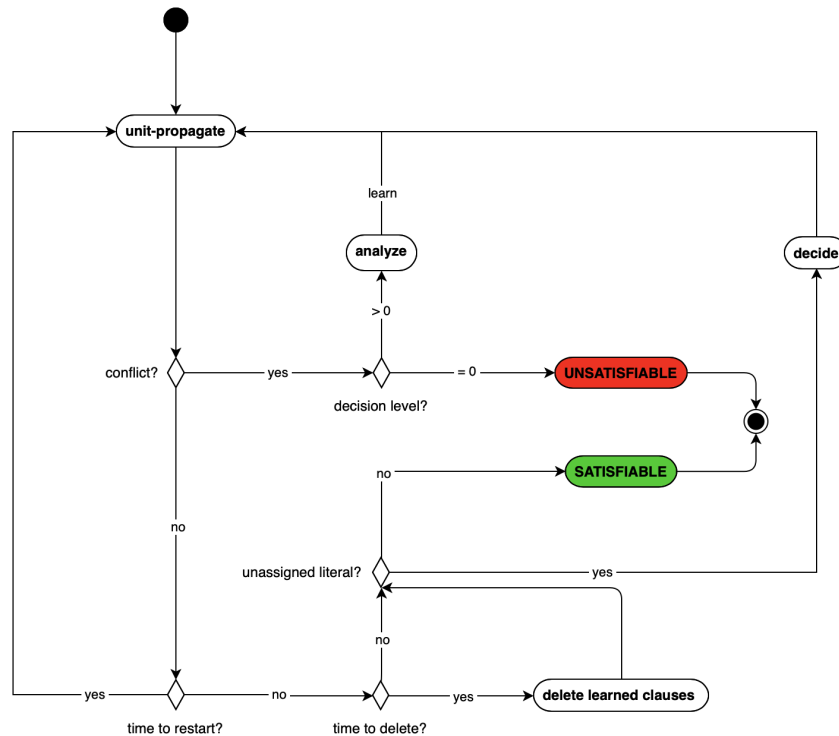 unit-propagate
learn
analyze
decide
> 0
conflict?
yes
= 0
UNSATISFIABLE
decision level?
no
SATISFIABLE
no
unassigned literal?
yes
no
yes
no
yes
delete learned clauses
time to restart?
time to delete?